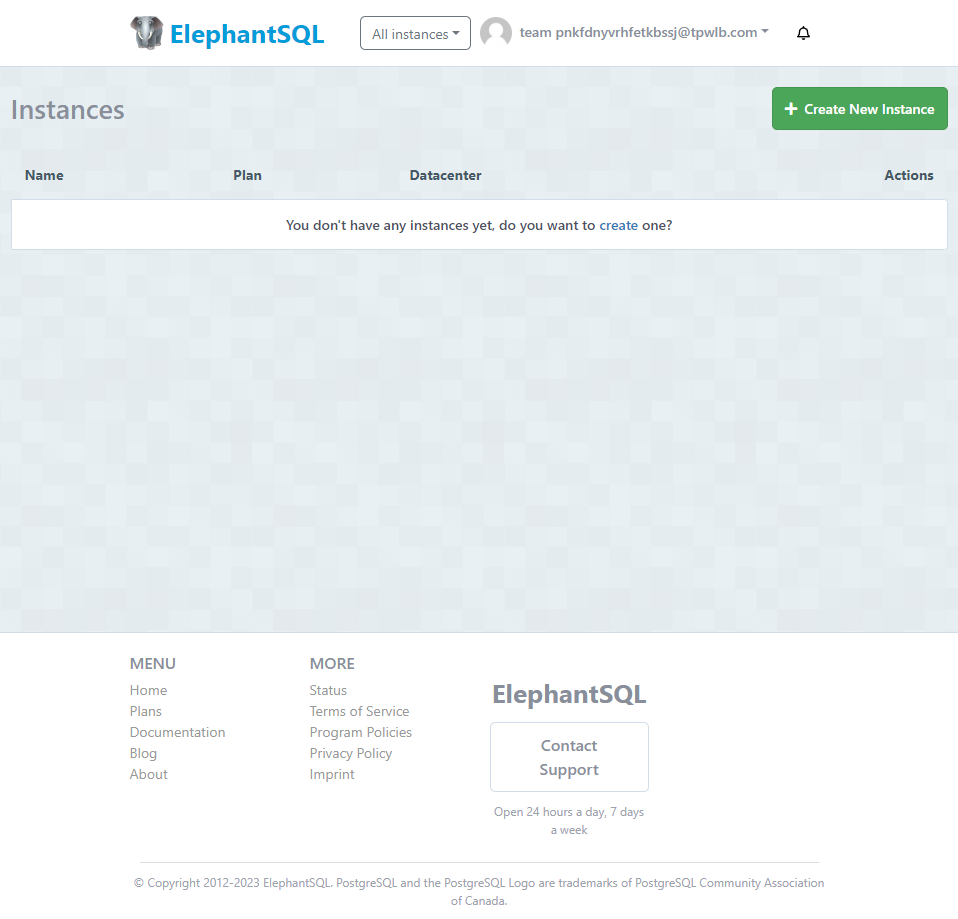 ElephantSQL
All instances
team pnkfdnyvrhfetkbssj@tpwlb.com
Instances
Create New Instance
Name Plan Datacenter Actions
You don't have any instances yet, do you want to create one?
MENU
Home
Plans
Documentation
Blog
About
MORE
Status
Terms of Service
Program Policies
Privacy Policy
Imprint
ElephantSQL
Contact
Support
Open 24 hours a day, 7 days
a week
© Copyright 2012-2023 ElephantSQL. PostgreSQL and the PostgreSQL Logo are trademarks of PostgreSQL Community Association
of Canada.